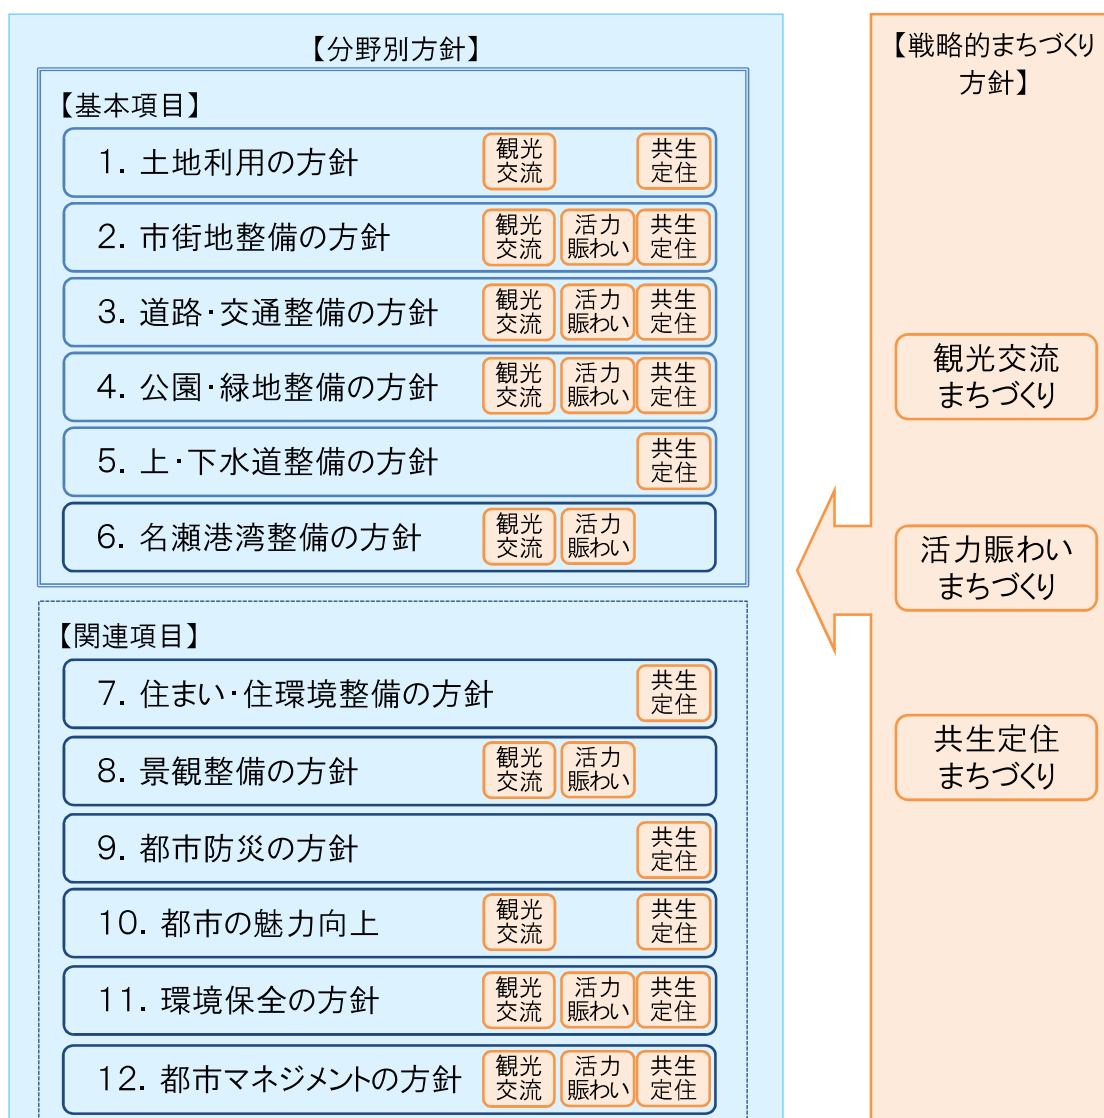 【分野別方針】
【基本項目】
1. 土地利用の方針
観光
交流
共生
定住
2. 市街地整備の方針
観光
交流
活力
賑わい
共生
定住
3. 道路･交通整備の方針
観光
交流
活力
賑わい
共生
定住
4. 公園･緑地整備の方針
観光
交流
活力
賑わい
共生
定住
5. 上･下水道整備の方針
共生
定住
6. 名瀬港湾整備の方針
観光
交流
活力
賑わい
【関連項目】
7. 住まい･住環境整備の方針
共生
定住
8. 景観整備の方針
観光
交流
活力
賑わい
9. 都市防災の方針
共生
定住
10. 都市の魅力向上
観光
交流
共生
定住
11. 環境保全の方針
観光
交流
活力
賑わい
共生
定住
12. 都市マネジメントの方針
観光
交流
活力
賑わい
共生
定住
【戦略的まちづくり
方針】
観光交流
まちづくり
活力賑わい
まちづくり
共生定住
まちづくり